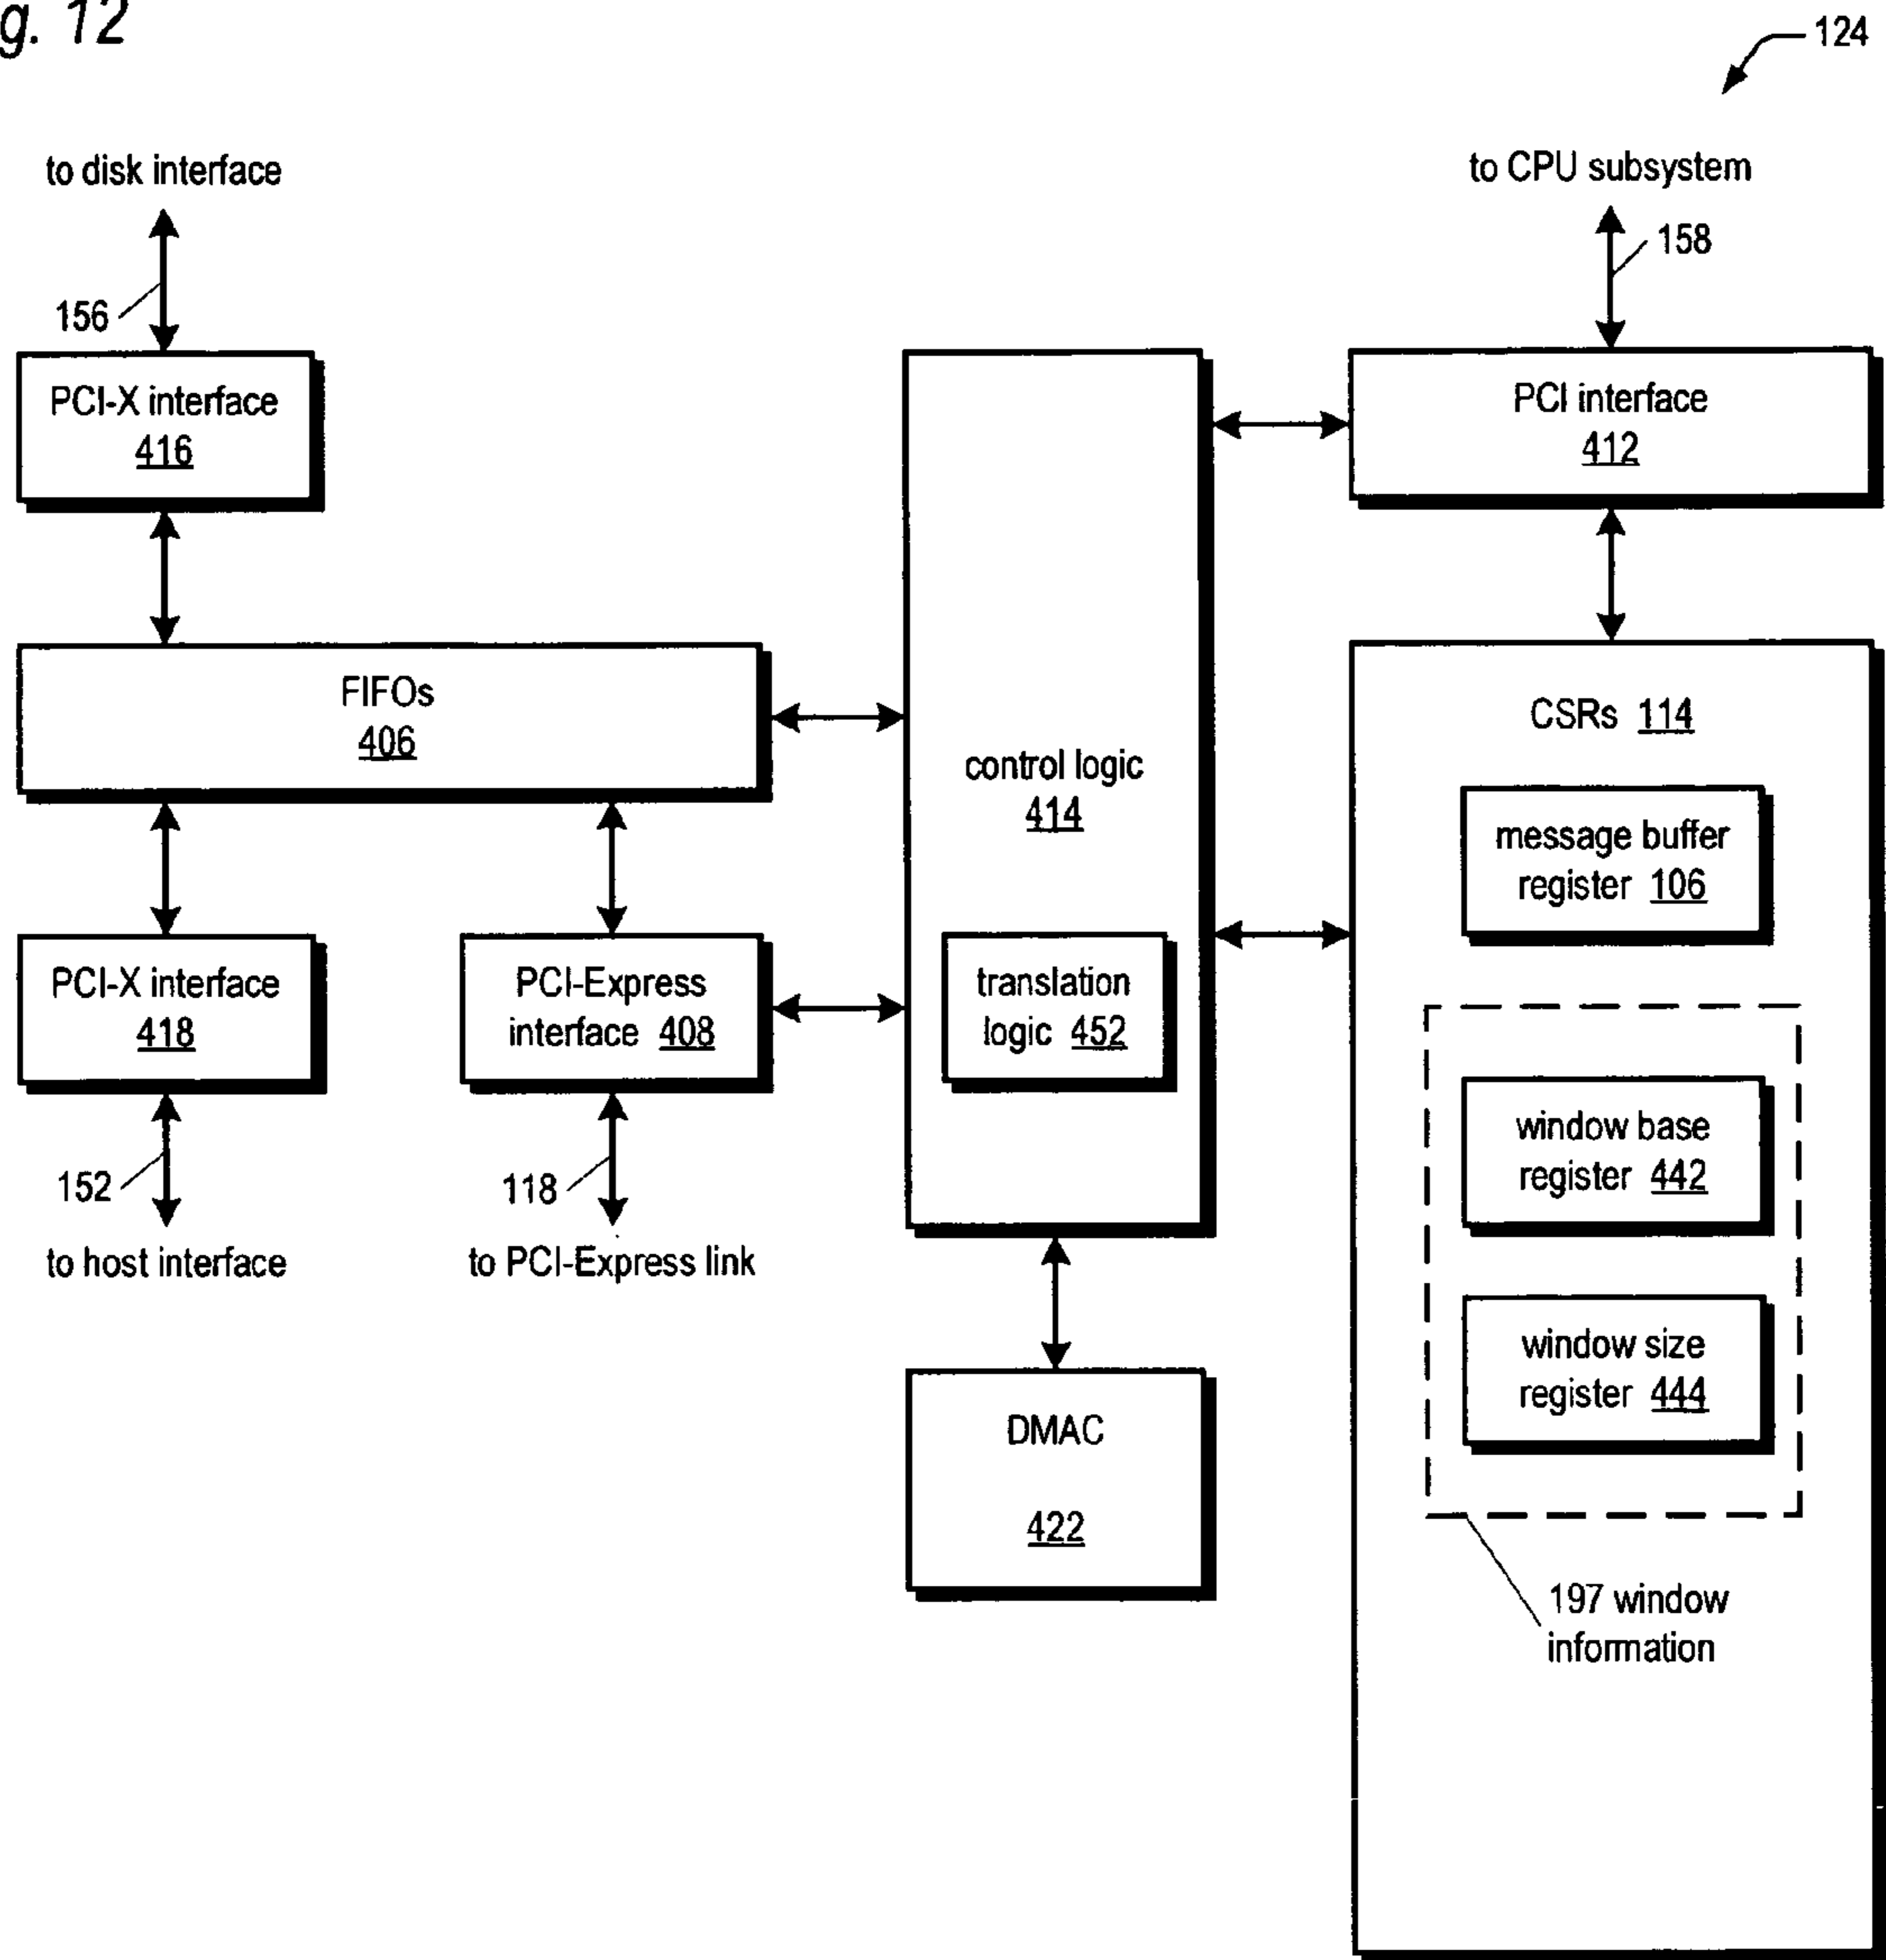 g. 12
124
to disk interface
to CPU subsystem
156
158
PCI-X interface
416
PCI interface
412
FIFOs
406
control logic
414
CSRs 114
message buffer
register 106
PCI-X interface
418
PCI-Express
interface 408
translation
logic 452
window base
register 442
152
118
to host interface
to PCI-Express link
window size
register 444
DMAC
422
197 window
information